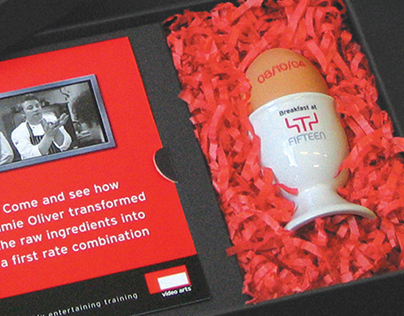 Come and see how
mie Oliver transformed
he raw ingredients into
a first rate combination
video arts
entertaining training
08/10/04
Breakfast at
FIFTEEN